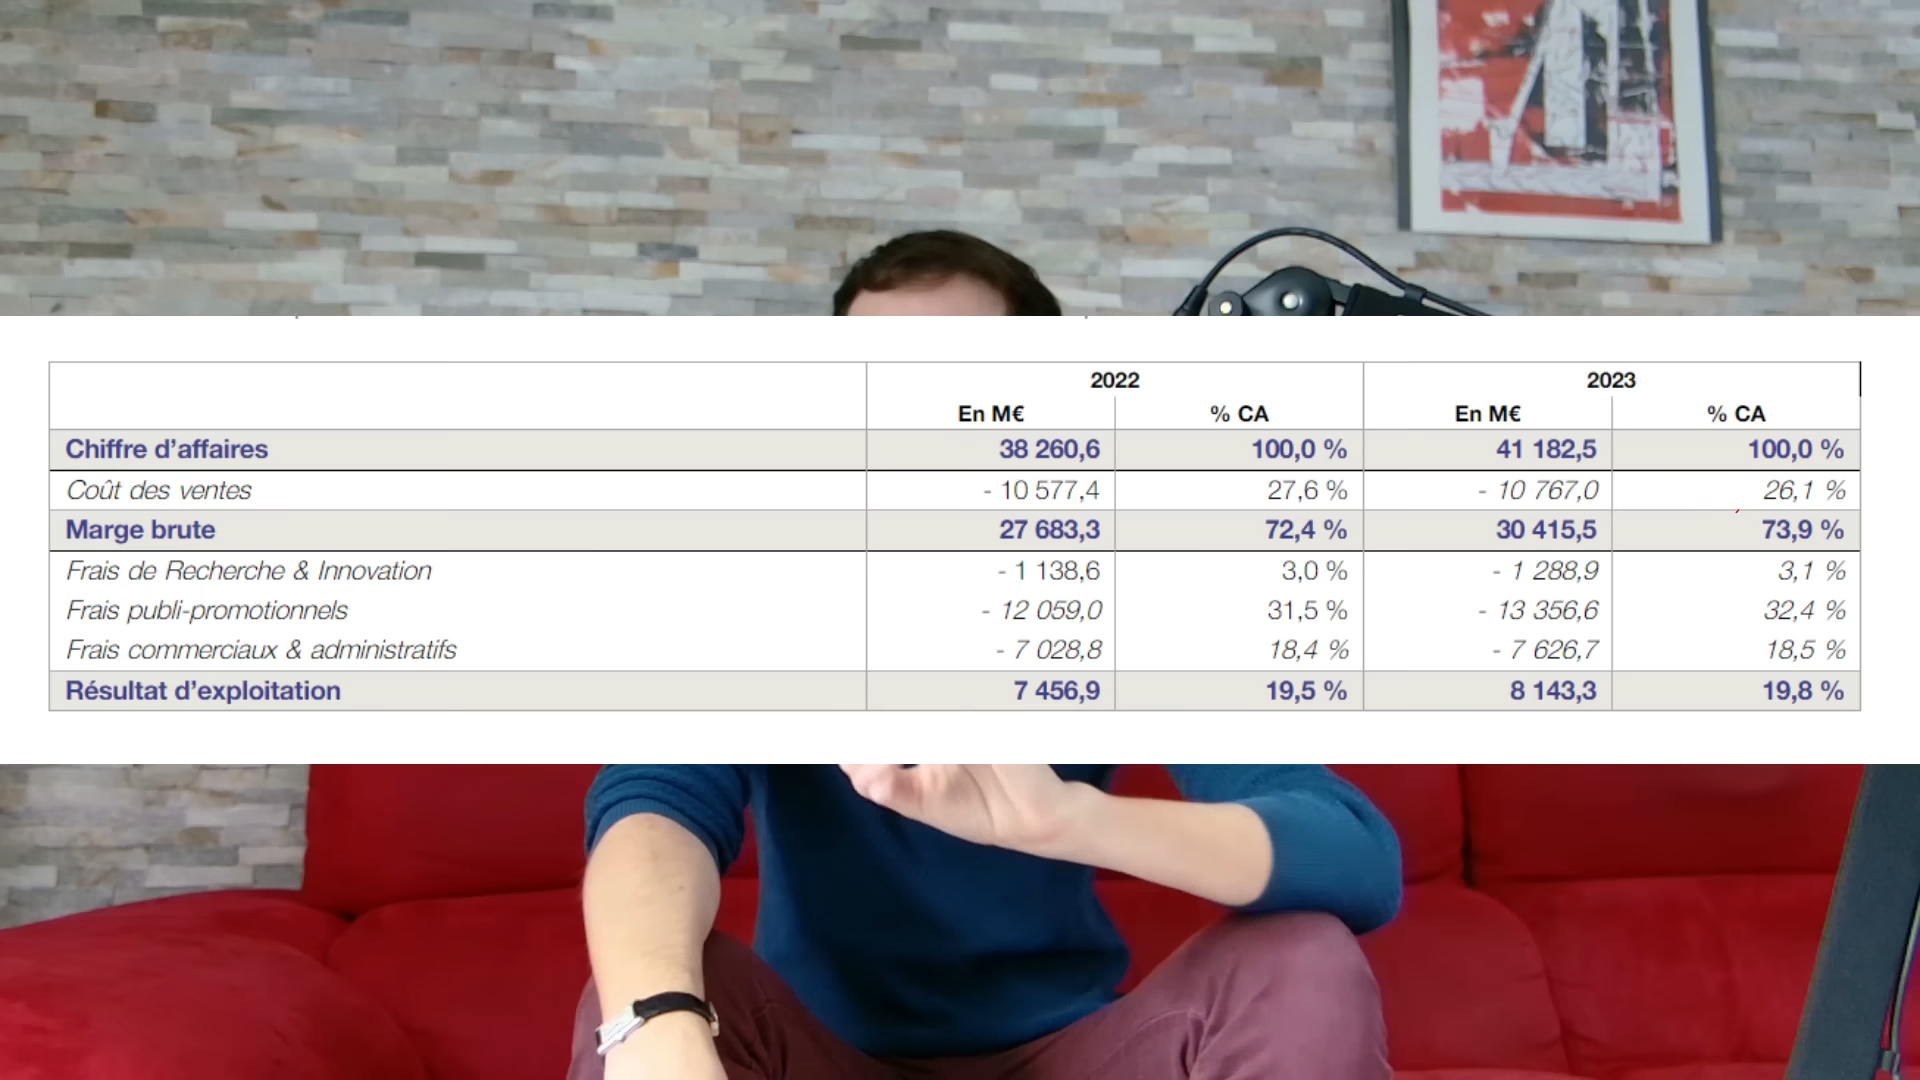 2022 2023
En M€ % CA En M€ % CA
Chiffre d’affaires 38 260,6 100,0 % 41 182,5 100,0 %
Coût des ventes - 10 577,4 27,6 % - 10 767,0 26,1 %
Marge brute 27 683,3 72,4 % 30 415,5 73,9 %
Frais de Recherche & Innovation - 1 138,6 3,0 % - 1 288,9 3,1 %
Frais publi-promotionnels - 12 059,0 31,5 % - 13 356,6 32,4 %
Frais commerciaux & administratifs - 7 028,8 18,4 % - 7 626,7 18,5 %
Résultat d’exploitation 7 456,9 19,5 % 8 143,3 19,8 %